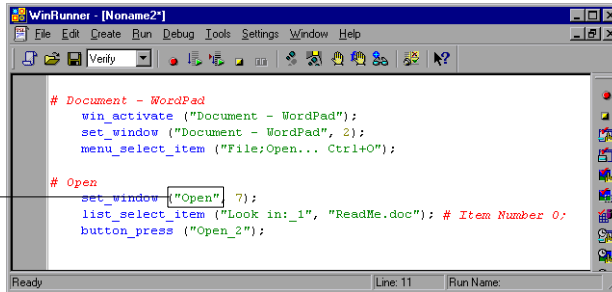 WinRunner - [Noname2*]
File Edit Create Run Debug Tools Settings Window Help
Verify
# Document - WordPad
win_activate ("Document - WordPad");
set_window ("Document - WordPad", 2);
menu_select_item ("File;Open... Ctrl+O");
# Open
set_window ("Open", 7);
list_select_item ("Look in:_1", "ReadMe.doc"); # Item Number 0;
button_press ("Open_2");
Ready Line: 11 Run Name: